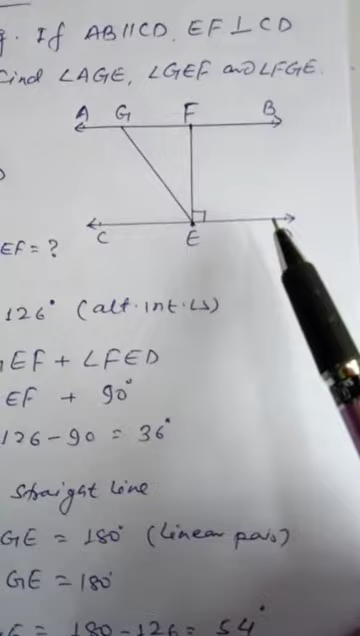 . If AB||CD, EF⊥CD
Find ∠AGE, ∠GEF and ∠FGE.
A G F B
C E
EF = ?
126° (alt. int. ∠s)
EF + ∠FED
EF + 90°
126 - 90 = 36°
Straight line
GE = 180° (linear pair)
GE = 180°
= 180 - 126 = 54°